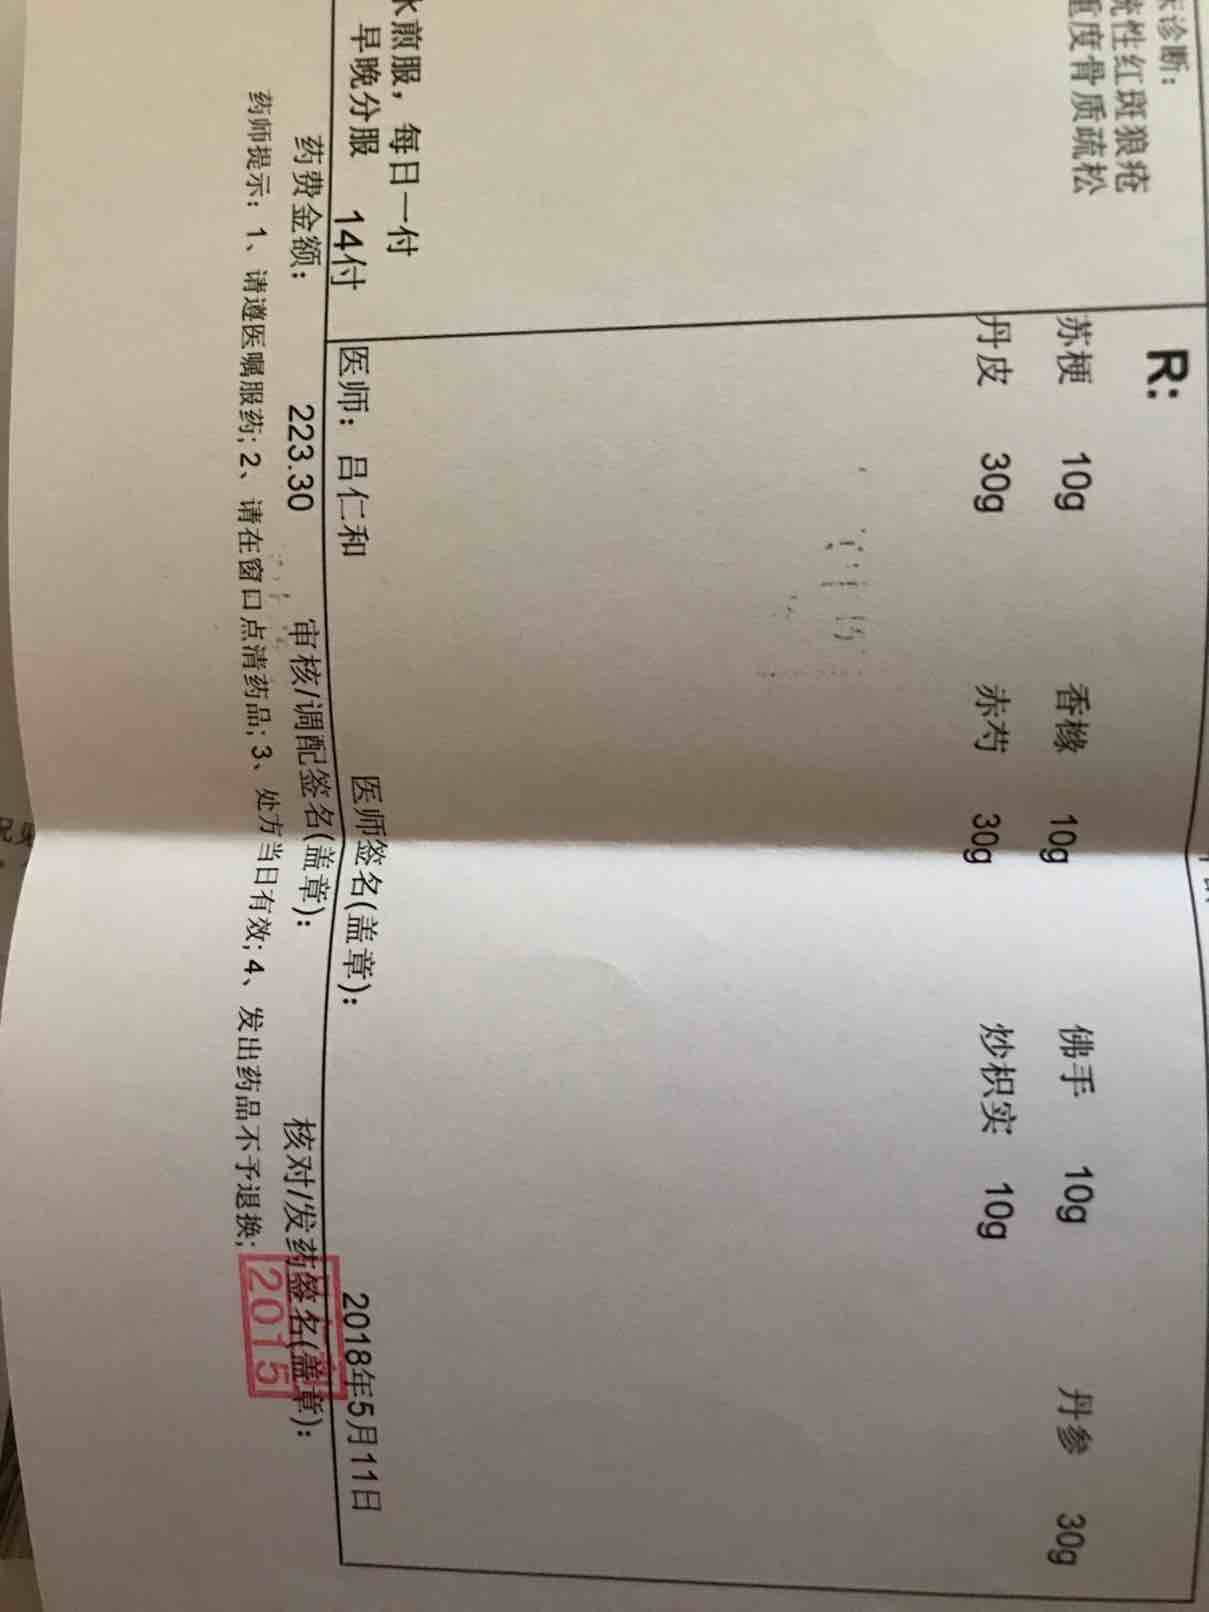 诊断：
性红斑狼疮
重度骨质疏松
R:
苏梗 10g 香橼 10g 佛手 10g 丹参 30g
丹皮 30g 赤芍 30g 炒枳实 10g
水煎服，每日一付
早晚分服 14付
医师：吕仁和 医师签名(盖章)： 2018年5月11日
药费金额： 223.30 审核/调配签名(盖章)： 核对/发药签名(盖章)：
药师提示：1、请遵医嘱服药；2、请在窗口点清药品；3、处方当日有效；4、发出药品不予退换；
2015